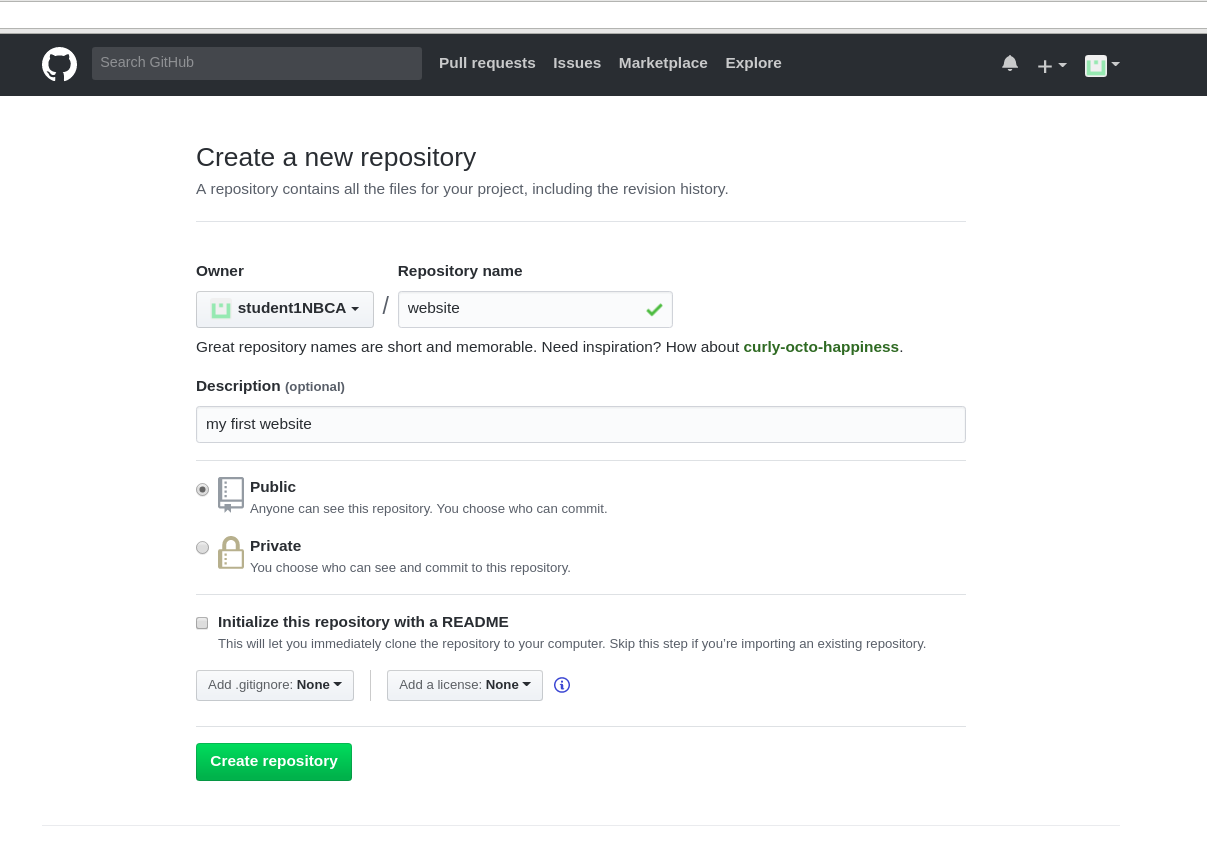 Search GitHub Pull requests Issues Marketplace Explore
Create a new repository
A repository contains all the files for your project, including the revision history.
Owner Repository name
student1NBCA / website
Great repository names are short and memorable. Need inspiration? How about curly-octo-happiness.
Description (optional)
my first website
Public
Anyone can see this repository. You choose who can commit.
Private
You choose who can see and commit to this repository.
Initialize this repository with a README
This will let you immediately clone the repository to your computer. Skip this step if you’re importing an existing repository.
Add .gitignore: None Add a license: None
Create repository